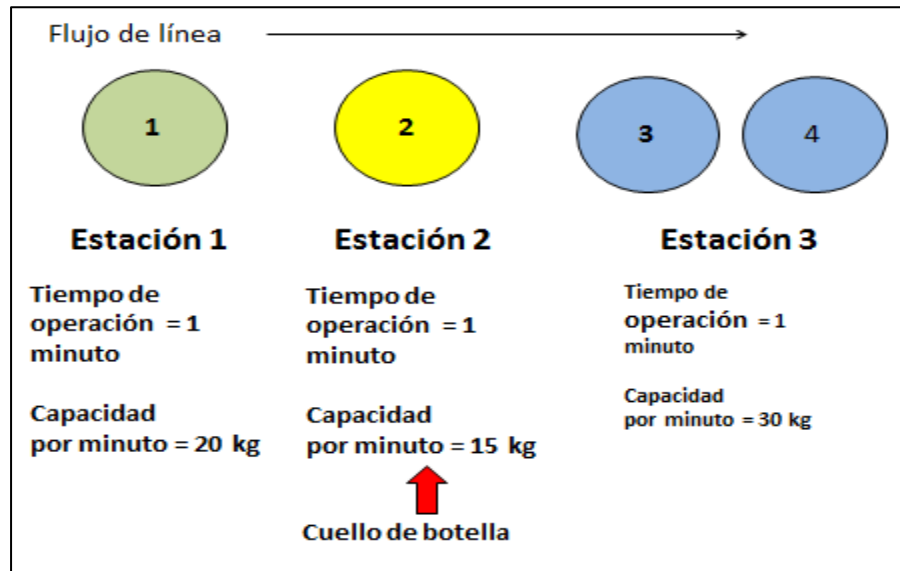 Flujo de línea
1
2
3
4
Estación 1
Estación 2
Estación 3
Tiempo de
operación = 1
minuto
Capacidad
por minuto = 20 kg
Tiempo de
operación = 1
minuto
Capacidad
por minuto = 15 kg
Cuello de botella
Tiempo de
operación = 1
minuto
Capacidad
por minuto = 30 kg